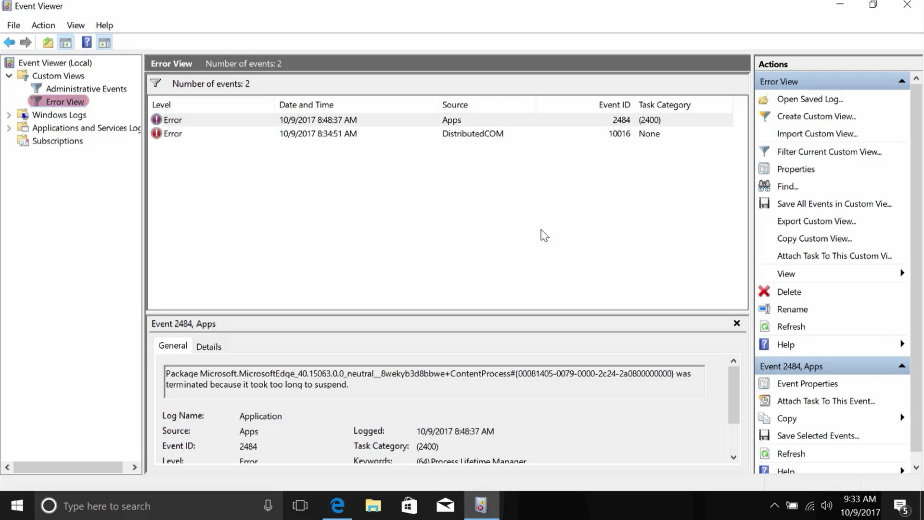 Event Viewer
File Action View Help
Event Viewer (Local)
Custom Views
Administrative Events
Error View
Windows Logs
Applications and Services Log
Subscriptions
Error View Number of events: 2
Number of events: 2
Level Date and Time Source Event ID Task Category
Error 10/9/2017 8:48:37 AM Apps 2484 (2400)
Error 10/9/2017 8:34:51 AM DistributedCOM 10016 None
Event 2484, Apps
General Details
Package Microsoft.MicrosoftEdge_40.15063.0.0_neutral__8wekyb3d8bbwe+ContentProcess#{00081405-0079-0000-2c24-2a0800000000} was
terminated because it took too long to suspend.
Log Name: Application
Source: Apps Logged: 10/9/2017 8:48:37 AM
Event ID: 2484 Task Category: (2400)
Level: Error Keywords: (64),Process Lifetime Manager
Actions
Error View
Open Saved Log...
Create Custom View...
Import Custom View...
Filter Current Custom View...
Properties
Find...
Save All Events in Custom Vie...
Export Custom View...
Copy Custom View...
Attach Task To This Custom Vi...
View
Delete
Rename
Refresh
Help
Event 2484, Apps
Event Properties
Attach Task To This Event...
Copy
Save Selected Events...
Refresh
Help
Type here to search
9:33 AM
10/9/2017
5